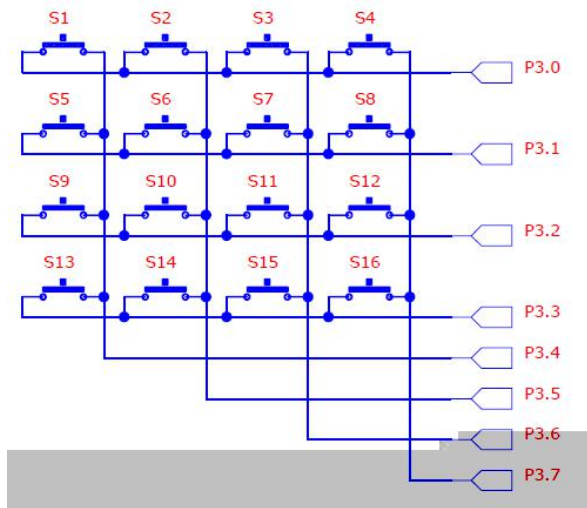 S1 S2 S3 S4
P3.0
S5 S6 S7 S8
P3.1
S9 S10 S11 S12
P3.2
S13 S14 S15 S16
P3.3
P3.4
P3.5
P3.6
P3.7